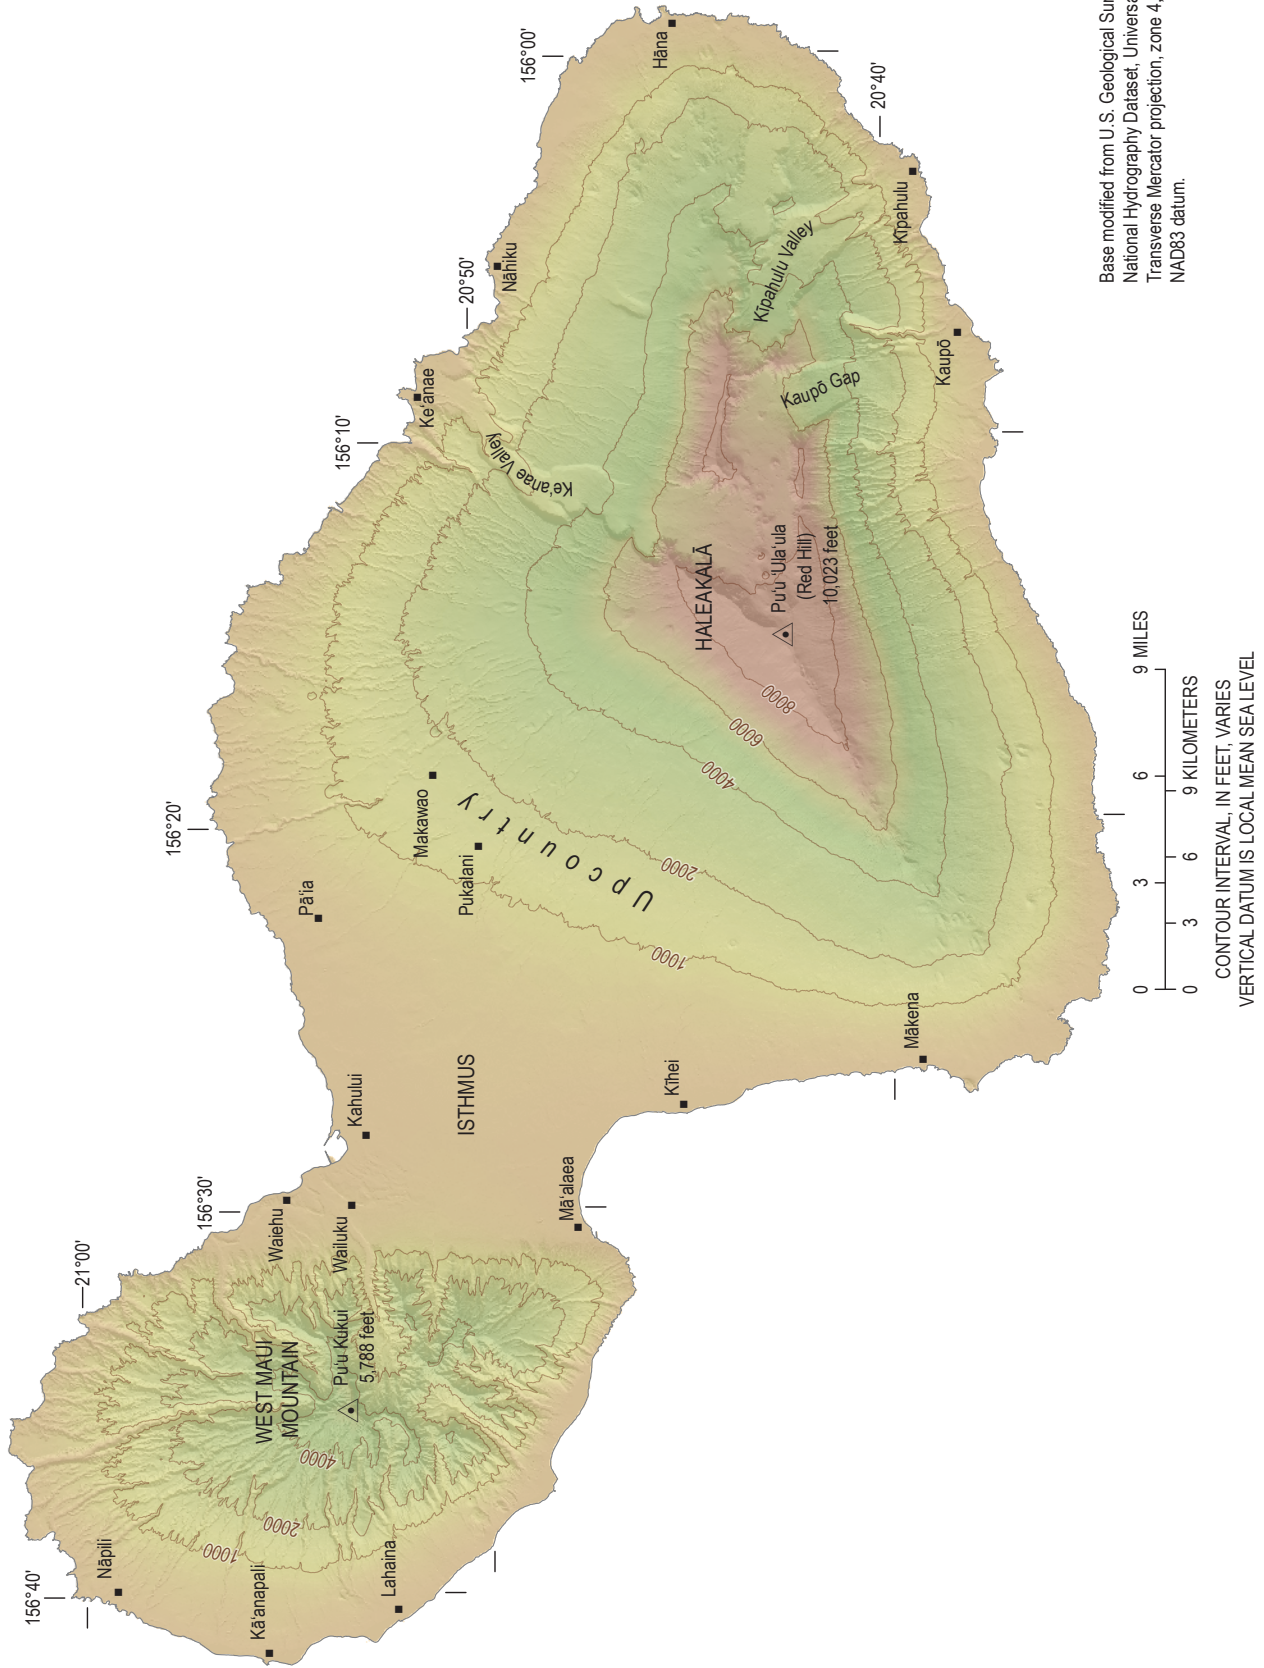 156°40'
21°00'
156°30'
156°20'
156°10'
20°50'
156°00'
20°40'
Nāpili
Kā‘anapali
Lahaina
1000
2000
4000
WEST MAUI
MOUNTAIN
Pu‘u Kukui
5,788 feet
Waiehu
Wailuku
Kahului
Mā‘alaea
ISTHMUS
Kīhei
Mākena
Pā‘ia
Makawao
Pukalani
Upcountry
1000
2000
4000
6000
8000
HALEAKALĀ
Pu‘u ‘Ula‘ula
(Red Hill)
10,023 feet
Ke‘anae
Ke‘anae Valley
Nāhiku
Hāna
Kīpahulu Valley
Kīpahulu
Kaupō Gap
Kaupō
0 3 6 9 MILES
0 3 6 9 KILOMETERS
CONTOUR INTERVAL, IN FEET, VARIES
VERTICAL DATUM IS LOCAL MEAN SEA LEVEL
Base modified from U.S. Geological
National Hydrography Dataset,
Transverse Mercator projection, zone 4,
NAD83 datum.